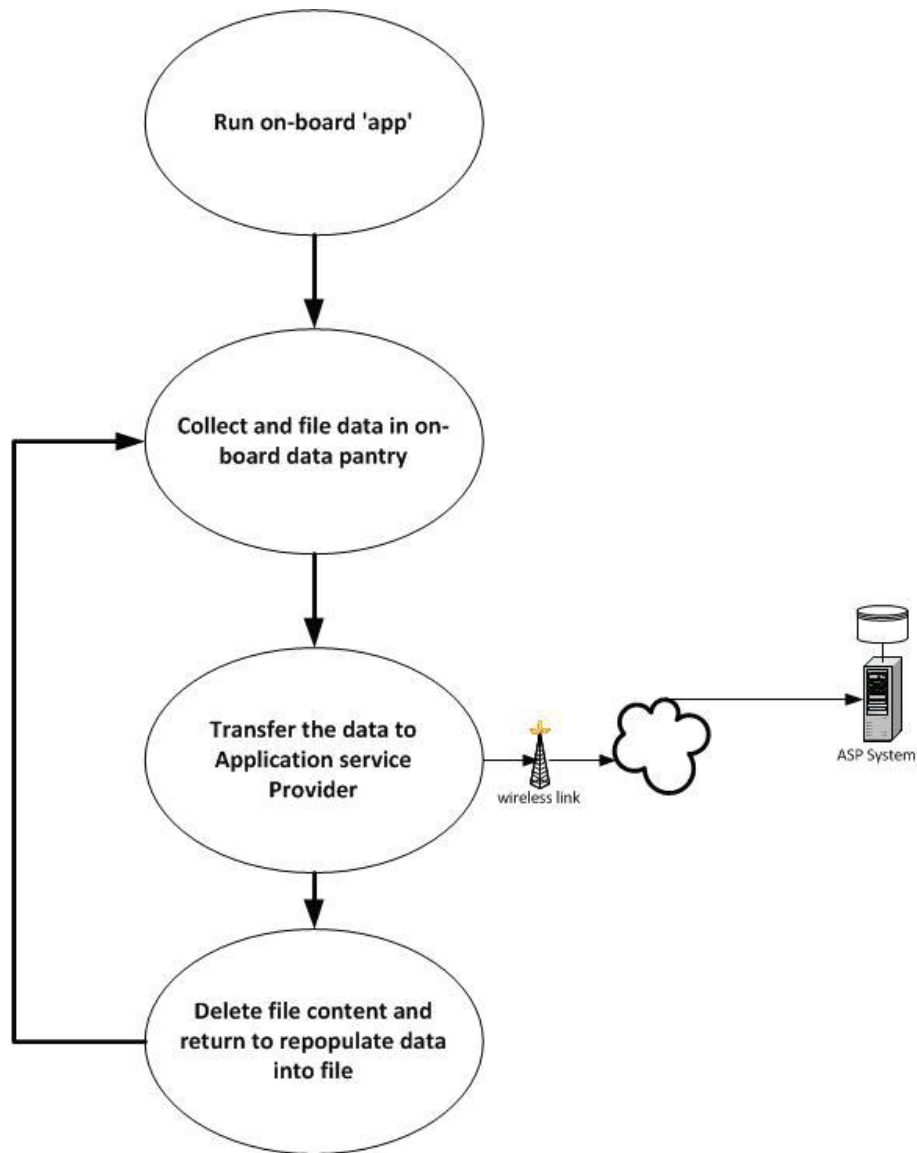 Run on-board 'app'
Collect and file data in on-
board data pantry
Transfer the data to
Application service
Provider
wireless link
ASP System
Delete file content and
return to repopulate data
into file